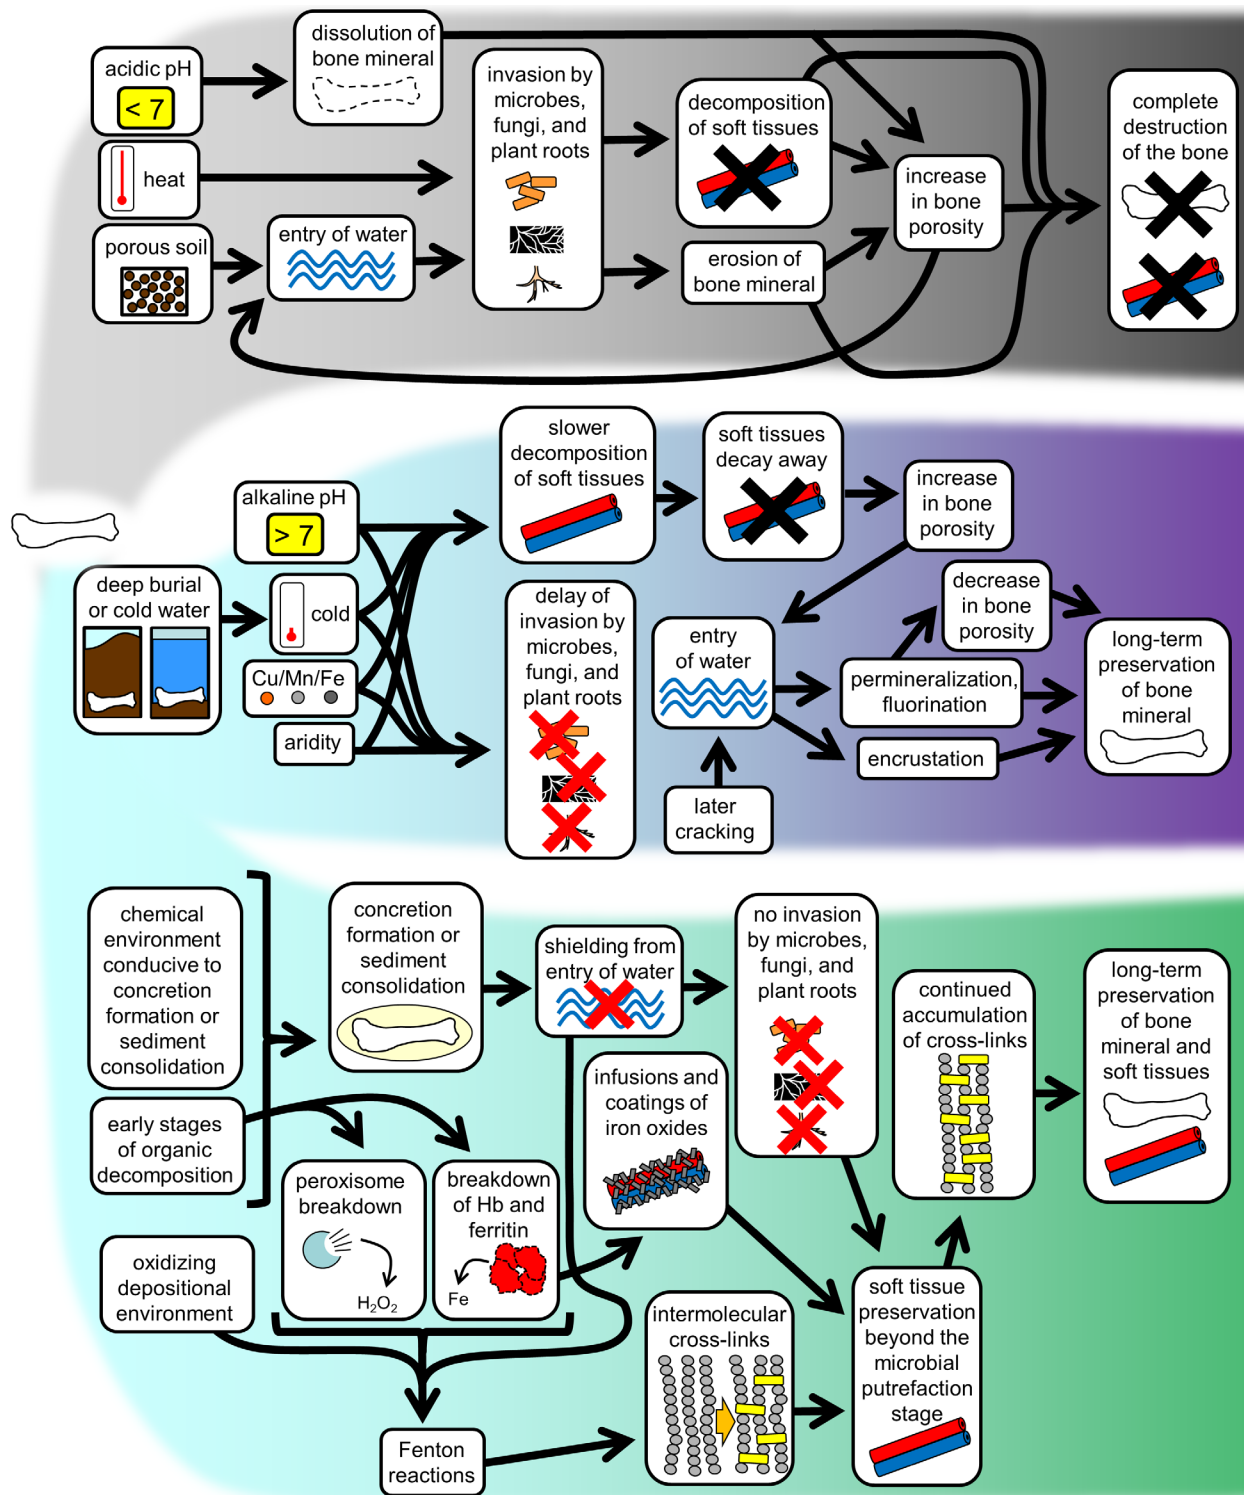 dissolution of
bone mineral
acidic pH
< 7
heat
porous soil
entry of water
invasion by
microbes,
fungi, and
plant roots
decomposition
of soft tissues
erosion of
bone mineral
increase
in bone
porosity
complete
destruction
of the bone
slower
decomposition
of soft tissues
soft tissues
decay away
increase
in bone
porosity
alkaline pH
> 7
deep burial
or cold water
cold
Cu/Mn/Fe
aridity
delay of
invasion by
microbes,
fungi, and
plant roots
entry
of water
later
cracking
decrease
in bone
porosity
permineralization,
fluorination
encrustation
long-term
preservation
of bone
mineral
chemical
environment
conducive to
concretion
formation or
sediment
consolidation
early stages
of organic
decomposition
oxidizing
depositional
environment
concretion
formation or
sediment
consolidation
shielding from
entry of water
no invasion
by microbes,
fungi, and
plant roots
peroxisome
breakdown
H₂O₂
breakdown
of Hb and
ferritin
Fe
infusions and
coatings of
iron oxides
continued
accumulation
of cross-links
long-term
preservation
of bone
mineral and
soft tissues
Fenton
reactions
intermolecular
cross-links
soft tissue
preservation
beyond the
microbial
putrefaction
stage